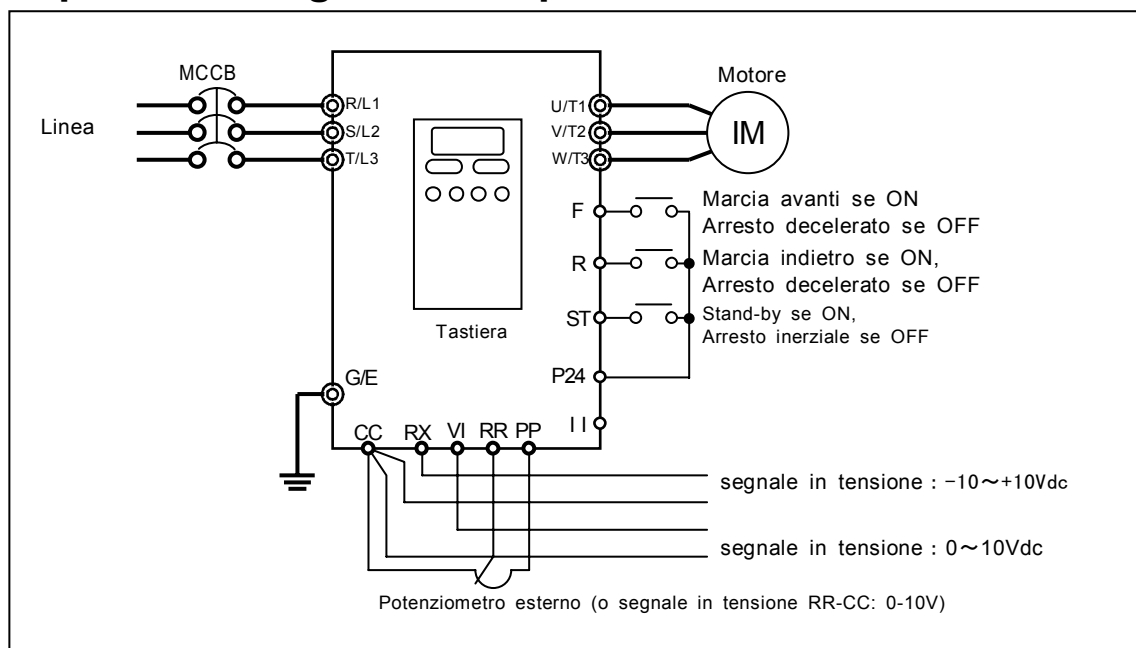 MCCB
Motore
Linea
R/L1
S/L2
T/L3
U/T1
V/T2
W/T3
IM
F
Marcia avanti se ON
Arresto decelerato se OFF
R
Marcia indietro se ON,
Arresto decelerato se OFF
ST
Stand-by se ON,
Arresto inerziale se OFF
Tastiera
P24
G/E
II
CC
RX
VI
RR
PP
segnale in tensione : -10~+10Vdc
segnale in tensione : 0~10Vdc
Potenziometro esterno (o segnale in tensione RR-CC: 0-10V)